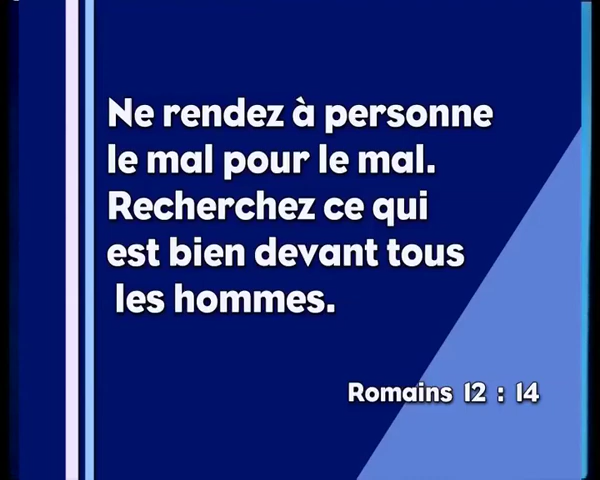 Ne rendez à personne
le mal pour le mal.
Recherchez ce qui
est bien devant tous
les hommes.
Romains 12 : 14